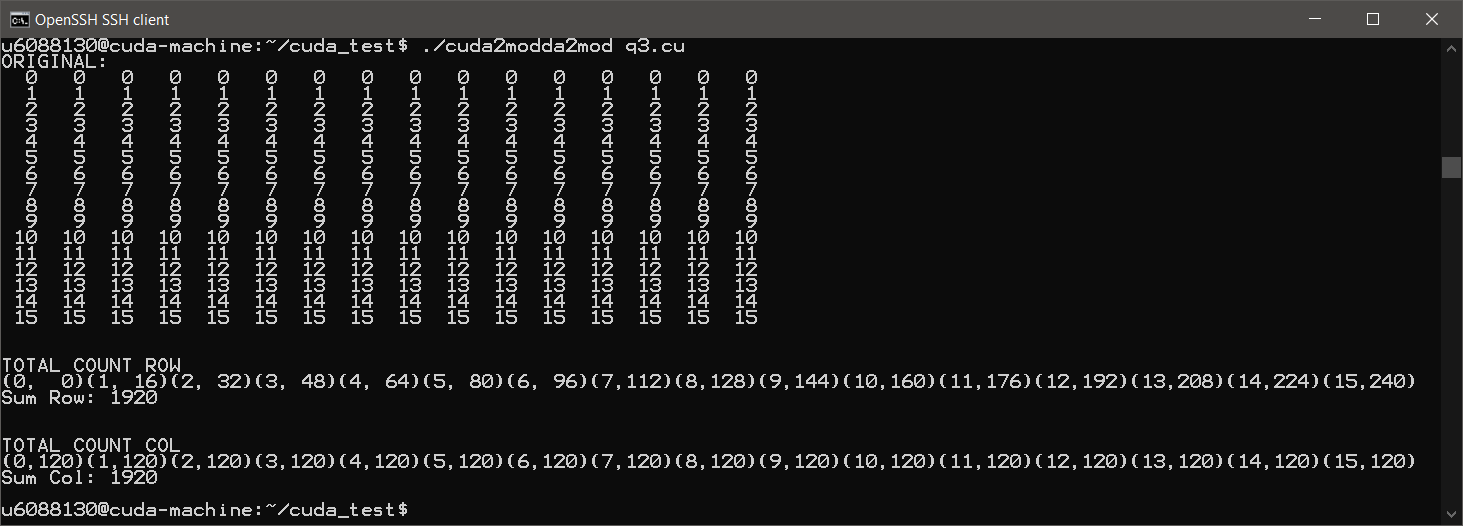 OpenSSH SSH client
u6088130@cuda-machine:~/cuda_test$ ./cuda2modda2mod q3.cu
ORIGINAL:
0 0 0 0 0 0 0 0 0 0 0 0 0 0 0 0
1 1 1 1 1 1 1 1 1 1 1 1 1 1 1 1
2 2 2 2 2 2 2 2 2 2 2 2 2 2 2 2
3 3 3 3 3 3 3 3 3 3 3 3 3 3 3 3
4 4 4 4 4 4 4 4 4 4 4 4 4 4 4 4
5 5 5 5 5 5 5 5 5 5 5 5 5 5 5 5
6 6 6 6 6 6 6 6 6 6 6 6 6 6 6 6
7 7 7 7 7 7 7 7 7 7 7 7 7 7 7 7
8 8 8 8 8 8 8 8 8 8 8 8 8 8 8 8
9 9 9 9 9 9 9 9 9 9 9 9 9 9 9 9
10 10 10 10 10 10 10 10 10 10 10 10 10 10 10 10
11 11 11 11 11 11 11 11 11 11 11 11 11 11 11 11
12 12 12 12 12 12 12 12 12 12 12 12 12 12 12 12
13 13 13 13 13 13 13 13 13 13 13 13 13 13 13 13
14 14 14 14 14 14 14 14 14 14 14 14 14 14 14 14
15 15 15 15 15 15 15 15 15 15 15 15 15 15 15 15
TOTAL COUNT ROW
(0,  0)(1, 16)(2, 32)(3, 48)(4, 64)(5, 80)(6, 96)(7,112)(8,128)(9,144)(10,160)(11,176)(12,192)(13,208)(14,224)(15,240)
Sum Row: 1920
TOTAL COUNT COL
(0,120)(1,120)(2,120)(3,120)(4,120)(5,120)(6,120)(7,120)(8,120)(9,120)(10,120)(11,120)(12,120)(13,120)(14,120)(15,120)
Sum Col: 1920
u6088130@cuda-machine:~/cuda_test$